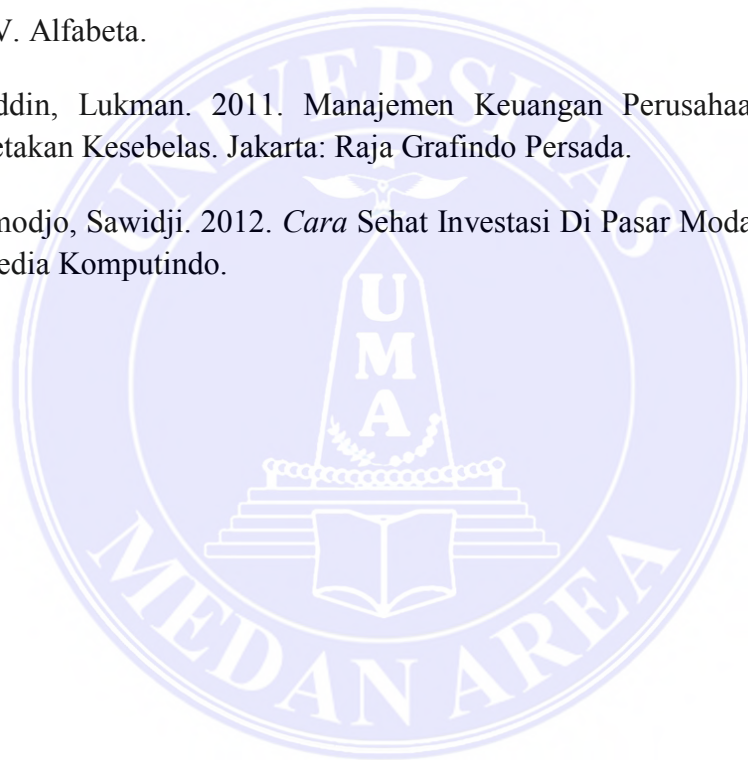 V. Alfabeta.
ddin, Lukman. 2011. Manajemen Keuangan Perusahaa
etakan Kesebelas. Jakarta: Raja Grafindo Persada.
modjo, Sawidji. 2012. Cara Sehat Investasi Di Pasar Moda
edia Komputindo.
UNIVERSITAS
UMA
MEDAN AREA